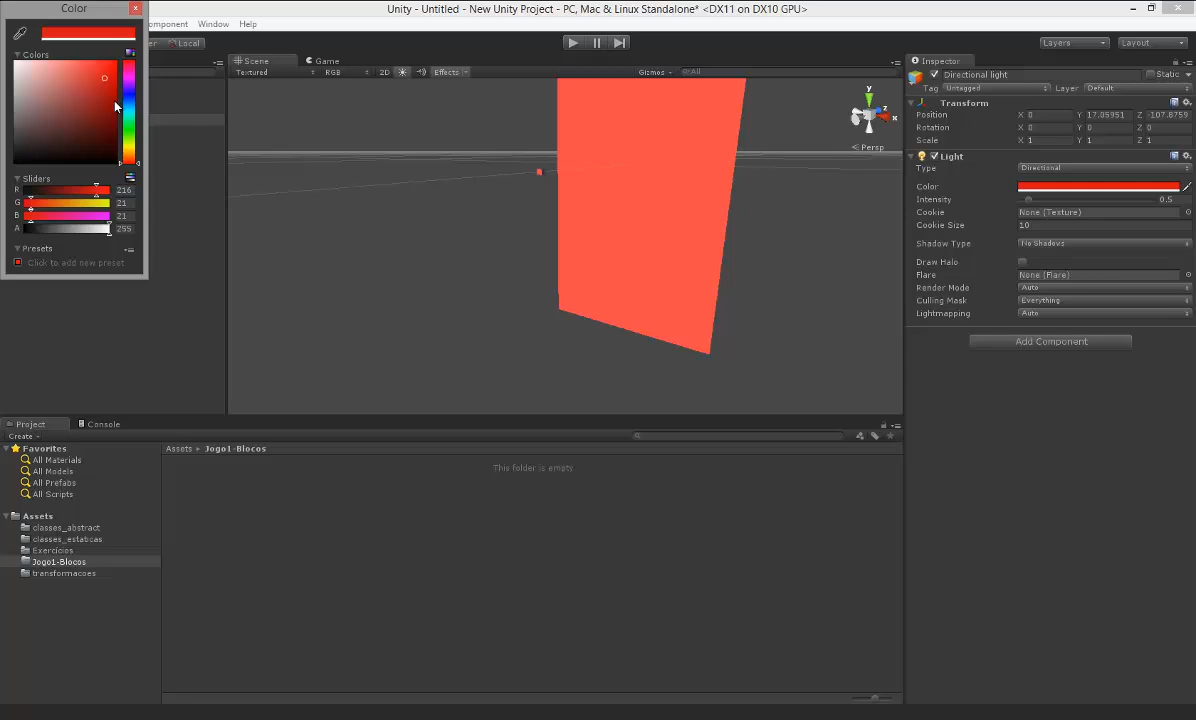 Color
Unity - Untitled - New Unity Project - PC, Mac & Linux Standalone* <DX11 on DX10 GPU>
Window Help
Local
Layers
Layout
Colors
Sliders
R 216
G 21
B 21
A 255
Presets
Click to add new preset
Scene
Game
Textured
RGB
2D
Effects
Gizmos
All
y
z
x
Persp
Inspector
Directional light
Static
Tag Untagged
Layer Default
Transform
Position X 0 Y 17.05951 Z -107.8759
Rotation X 0 Y 0 Z 0
Scale X 1 Y 1 Z 1
Light
Type Directional
Color
Intensity 0.5
Cookie None (Texture)
Cookie Size 10
Shadow Type No Shadows
Draw Halo
Flare None (Flare)
Render Mode Auto
Culling Mask Everything
Lightmapping Auto
Add Component
Project
Console
Create
Favorites
All Materials
All Models
All Prefabs
All Scripts
Assets
classes_abstract
classes_estaticas
Exercicios
Jogo1-Blocos
transformacoes
Assets ▸ Jogo1-Blocos
This folder is empty